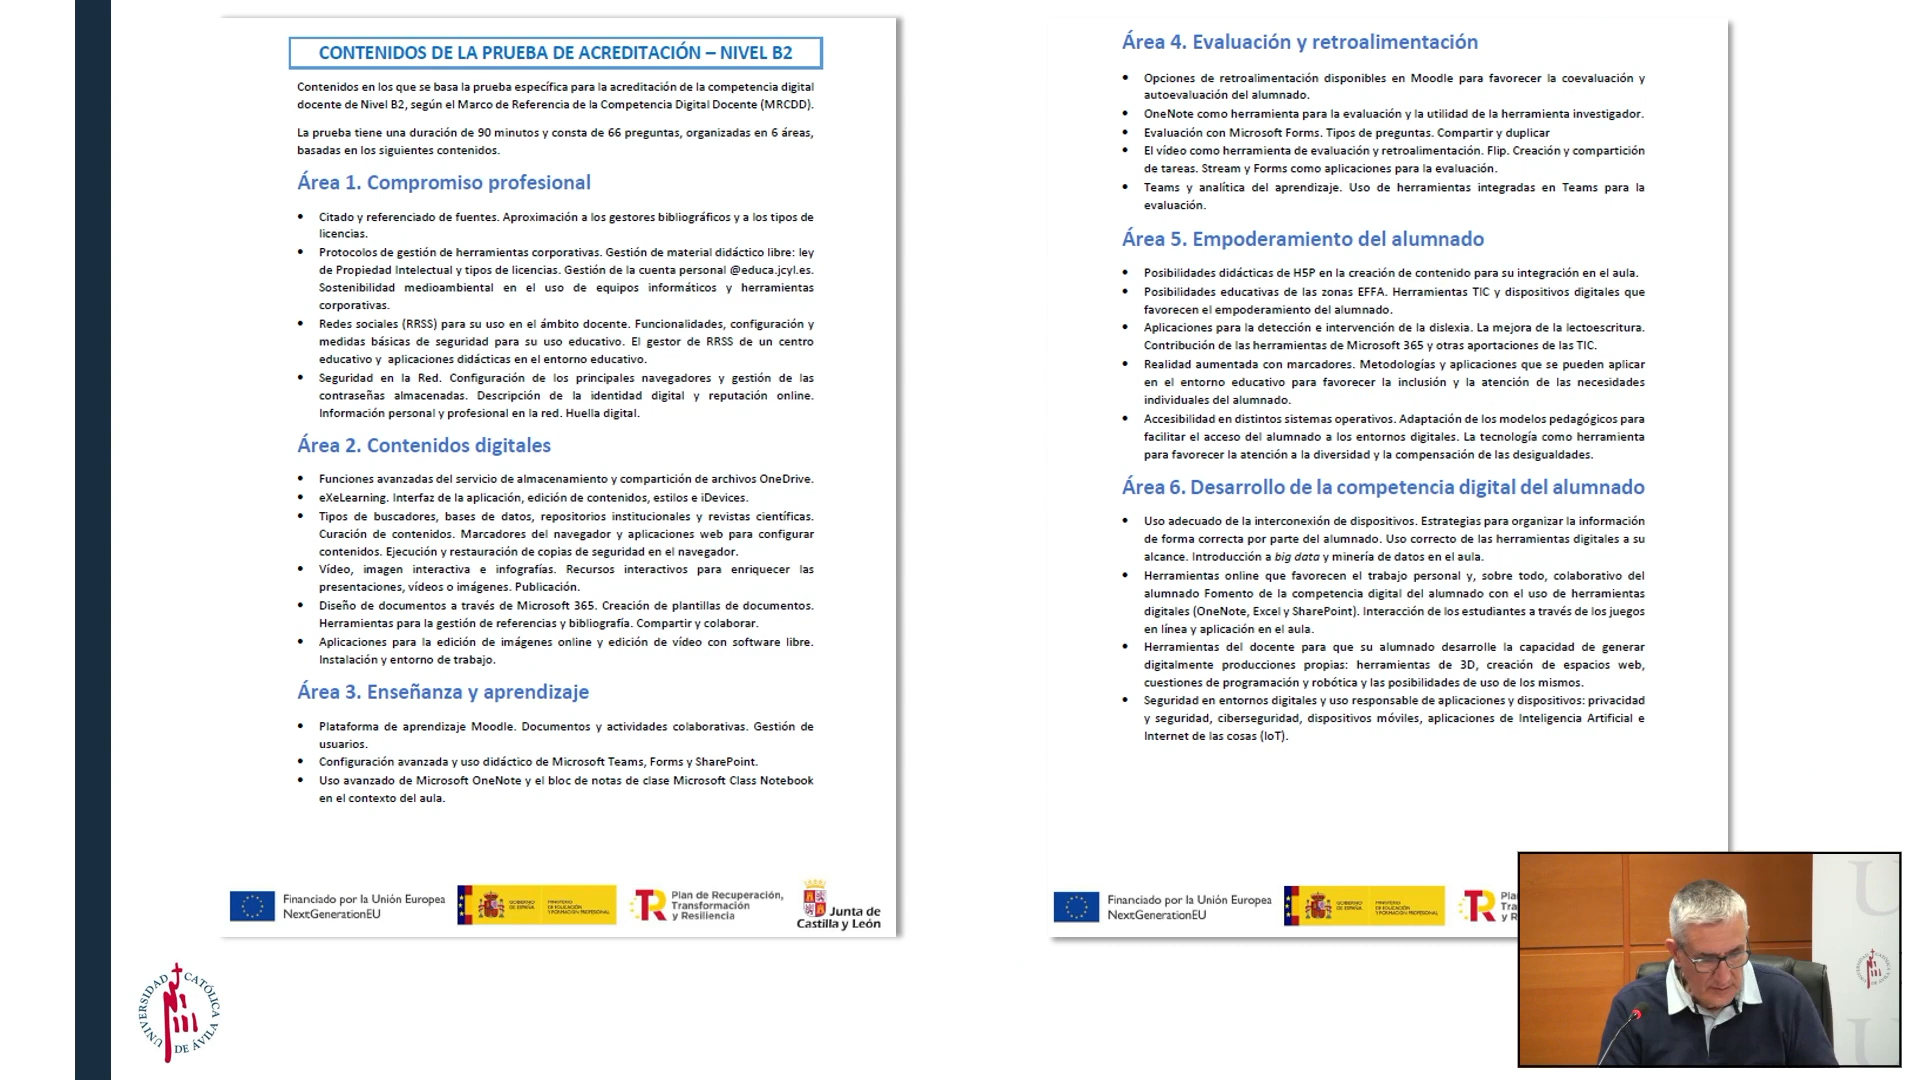 CONTENIDOS DE LA PRUEBA DE ACREDITACIÓN – NIVEL B2
Contenidos en los que se basa la prueba específica para la acreditación de la competencia digital
docente de Nivel B2, según el Marco de Referencia de la Competencia Digital Docente (MRCDD).
La prueba tiene una duración de 90 minutos y consta de 66 preguntas, organizadas en 6 áreas,
basadas en los siguientes contenidos.
Área 1. Compromiso profesional
• Citado y referenciado de fuentes. Aproximación a los gestores bibliográficos y a los tipos de
licencias.
• Protocolos de gestión de herramientas corporativas. Gestión de material didáctico libre: ley
de Propiedad Intelectual y tipos de licencias. Gestión de la cuenta personal @educa.jcyl.es.
Sostenibilidad medioambiental en el uso de equipos informáticos y herramientas
corporativas.
• Redes sociales (RRSS) para su uso en el ámbito docente. Funcionalidades, configuración y
medidas básicas de seguridad para su uso educativo. El gestor de RRSS de un centro
educativo y aplicaciones didácticas en el entorno educativo.
• Seguridad en la Red. Configuración de los principales navegadores y gestión de las
contraseñas almacenadas. Descripción de la identidad digital y reputación online.
Información personal y profesional en la red. Huella digital.
Área 2. Contenidos digitales
• Funciones avanzadas del servicio de almacenamiento y compartición de archivos OneDrive.
• eXeLearning. Interfaz de la aplicación, edición de contenidos, estilos e iDevices.
• Tipos de buscadores, bases de datos, repositorios institucionales y revistas científicas.
Curación de contenidos. Marcadores del navegador y aplicaciones web para configurar
contenidos. Ejecución y restauración de copias de seguridad en el navegador.
• Vídeo, imagen interactiva e infografías. Recursos interactivos para enriquecer las
presentaciones, vídeos o imágenes. Publicación.
• Diseño de documentos a través de Microsoft 365. Creación de plantillas de documentos.
Herramientas para la gestión de referencias y bibliografía. Compartir y colaborar.
• Aplicaciones para la edición de imágenes online y edición de vídeo con software libre.
Instalación y entorno de trabajo.
Área 3. Enseñanza y aprendizaje
• Plataforma de aprendizaje Moodle. Documentos y actividades colaborativas. Gestión de
usuarios.
• Configuración avanzada y uso didáctico de Microsoft Teams, Forms y SharePoint.
• Uso avanzado de Microsoft OneNote y el bloc de notas de clase Microsoft Class Notebook
en el contexto del aula.
Financiado por la Unión Europea
NextGenerationEU
GOBIERNO
DE ESPAÑA
MINISTERIO
DE EDUCACIÓN
Y FORMACIÓN PROFESIONAL
Plan de Recuperación,
Transformación
y Resiliencia
Junta de
Castilla y León
Área 4. Evaluación y retroalimentación
• Opciones de retroalimentación disponibles en Moodle para favorecer la coevaluación y
autoevaluación del alumnado.
• OneNote como herramienta para la evaluación y la utilidad de la herramienta investigador.
• Evaluación con Microsoft Forms. Tipos de preguntas. Compartir y duplicar
• El vídeo como herramienta de evaluación y retroalimentación. Flip. Creación y compartición
de tareas. Stream y Forms como aplicaciones para la evaluación.
• Teams y analítica del aprendizaje. Uso de herramientas integradas en Teams para la
evaluación.
Área 5. Empoderamiento del alumnado
• Posibilidades didácticas de H5P en la creación de contenido para su integración en el aula.
• Posibilidades educativas de las zonas EFFA. Herramientas TIC y dispositivos digitales que
favorecen el empoderamiento del alumnado.
• Aplicaciones para la detección e intervención de la dislexia. La mejora de la lectoescritura.
Contribución de las herramientas de Microsoft 365 y otras aportaciones de las TIC.
• Realidad aumentada con marcadores. Metodologías y aplicaciones que se pueden aplicar
en el entorno educativo para favorecer la inclusión y la atención de las necesidades
individuales del alumnado.
• Accesibilidad en distintos sistemas operativos. Adaptación de los modelos pedagógicos para
facilitar el acceso del alumnado a los entornos digitales. La tecnología como herramienta
para favorecer la atención a la diversidad y la compensación de las desigualdades.
Área 6. Desarrollo de la competencia digital del alumnado
• Uso adecuado de la interconexión de dispositivos. Estrategias para organizar la información
de forma correcta por parte del alumnado. Uso correcto de las herramientas digitales a su
alcance. Introducción a big data y minería de datos en el aula.
• Herramientas online que favorecen el trabajo personal y, sobre todo, colaborativo del
alumnado Fomento de la competencia digital del alumnado con el uso de herramientas
digitales (OneNote, Excel y SharePoint). Interacción de los estudiantes a través de los juegos
en línea y aplicación en el aula.
• Herramientas del docente para que su alumnado desarrolle la capacidad de generar
digitalmente producciones propias: herramientas de 3D, creación de espacios web,
cuestiones de programación y robótica y las posibilidades de uso de los mismos.
• Seguridad en entornos digitales y uso responsable de aplicaciones y dispositivos: privacidad
y seguridad, ciberseguridad, dispositivos móviles, aplicaciones de Inteligencia Artificial e
Internet de las cosas (IoT).
Financiado por la Unión Europea
NextGenerationEU
GOBIERNO
DE ESPAÑA
MINISTERIO
DE EDUCACIÓN
Y FORMACIÓN PROFESIONAL
Pla
Tra
y R
UNIVERSIDAD CATÓLICA DE ÁVILA